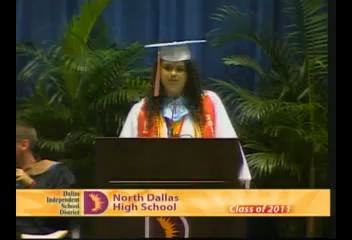 Dallas
Independent
School
District
North Dallas
High School
Class of 2011